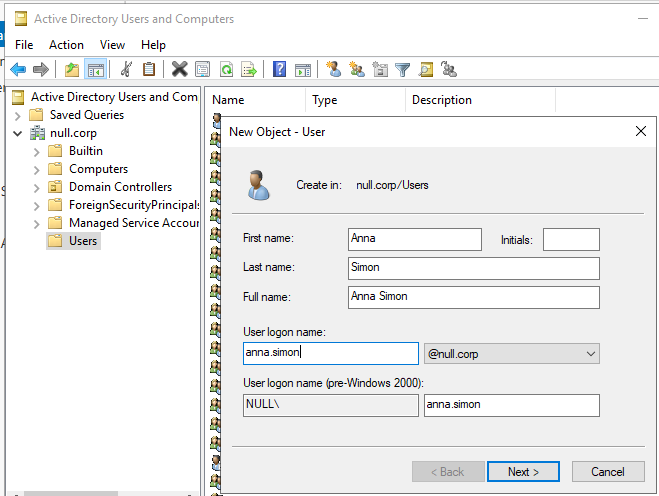 Active Directory Users and Computers
File Action View Help
Active Directory Users and Com
Saved Queries
null.corp
Builtin
Computers
Domain Controllers
ForeignSecurityPrincipals
Managed Service Accour
Users
Name Type Description
New Object - User
Create in: null.corp/Users
First name: Anna Initials:
Last name: Simon
Full name: Anna Simon
User logon name:
anna.simon @null.corp
User logon name (pre-Windows 2000):
NULL\ anna.simon
< Back Next > Cancel